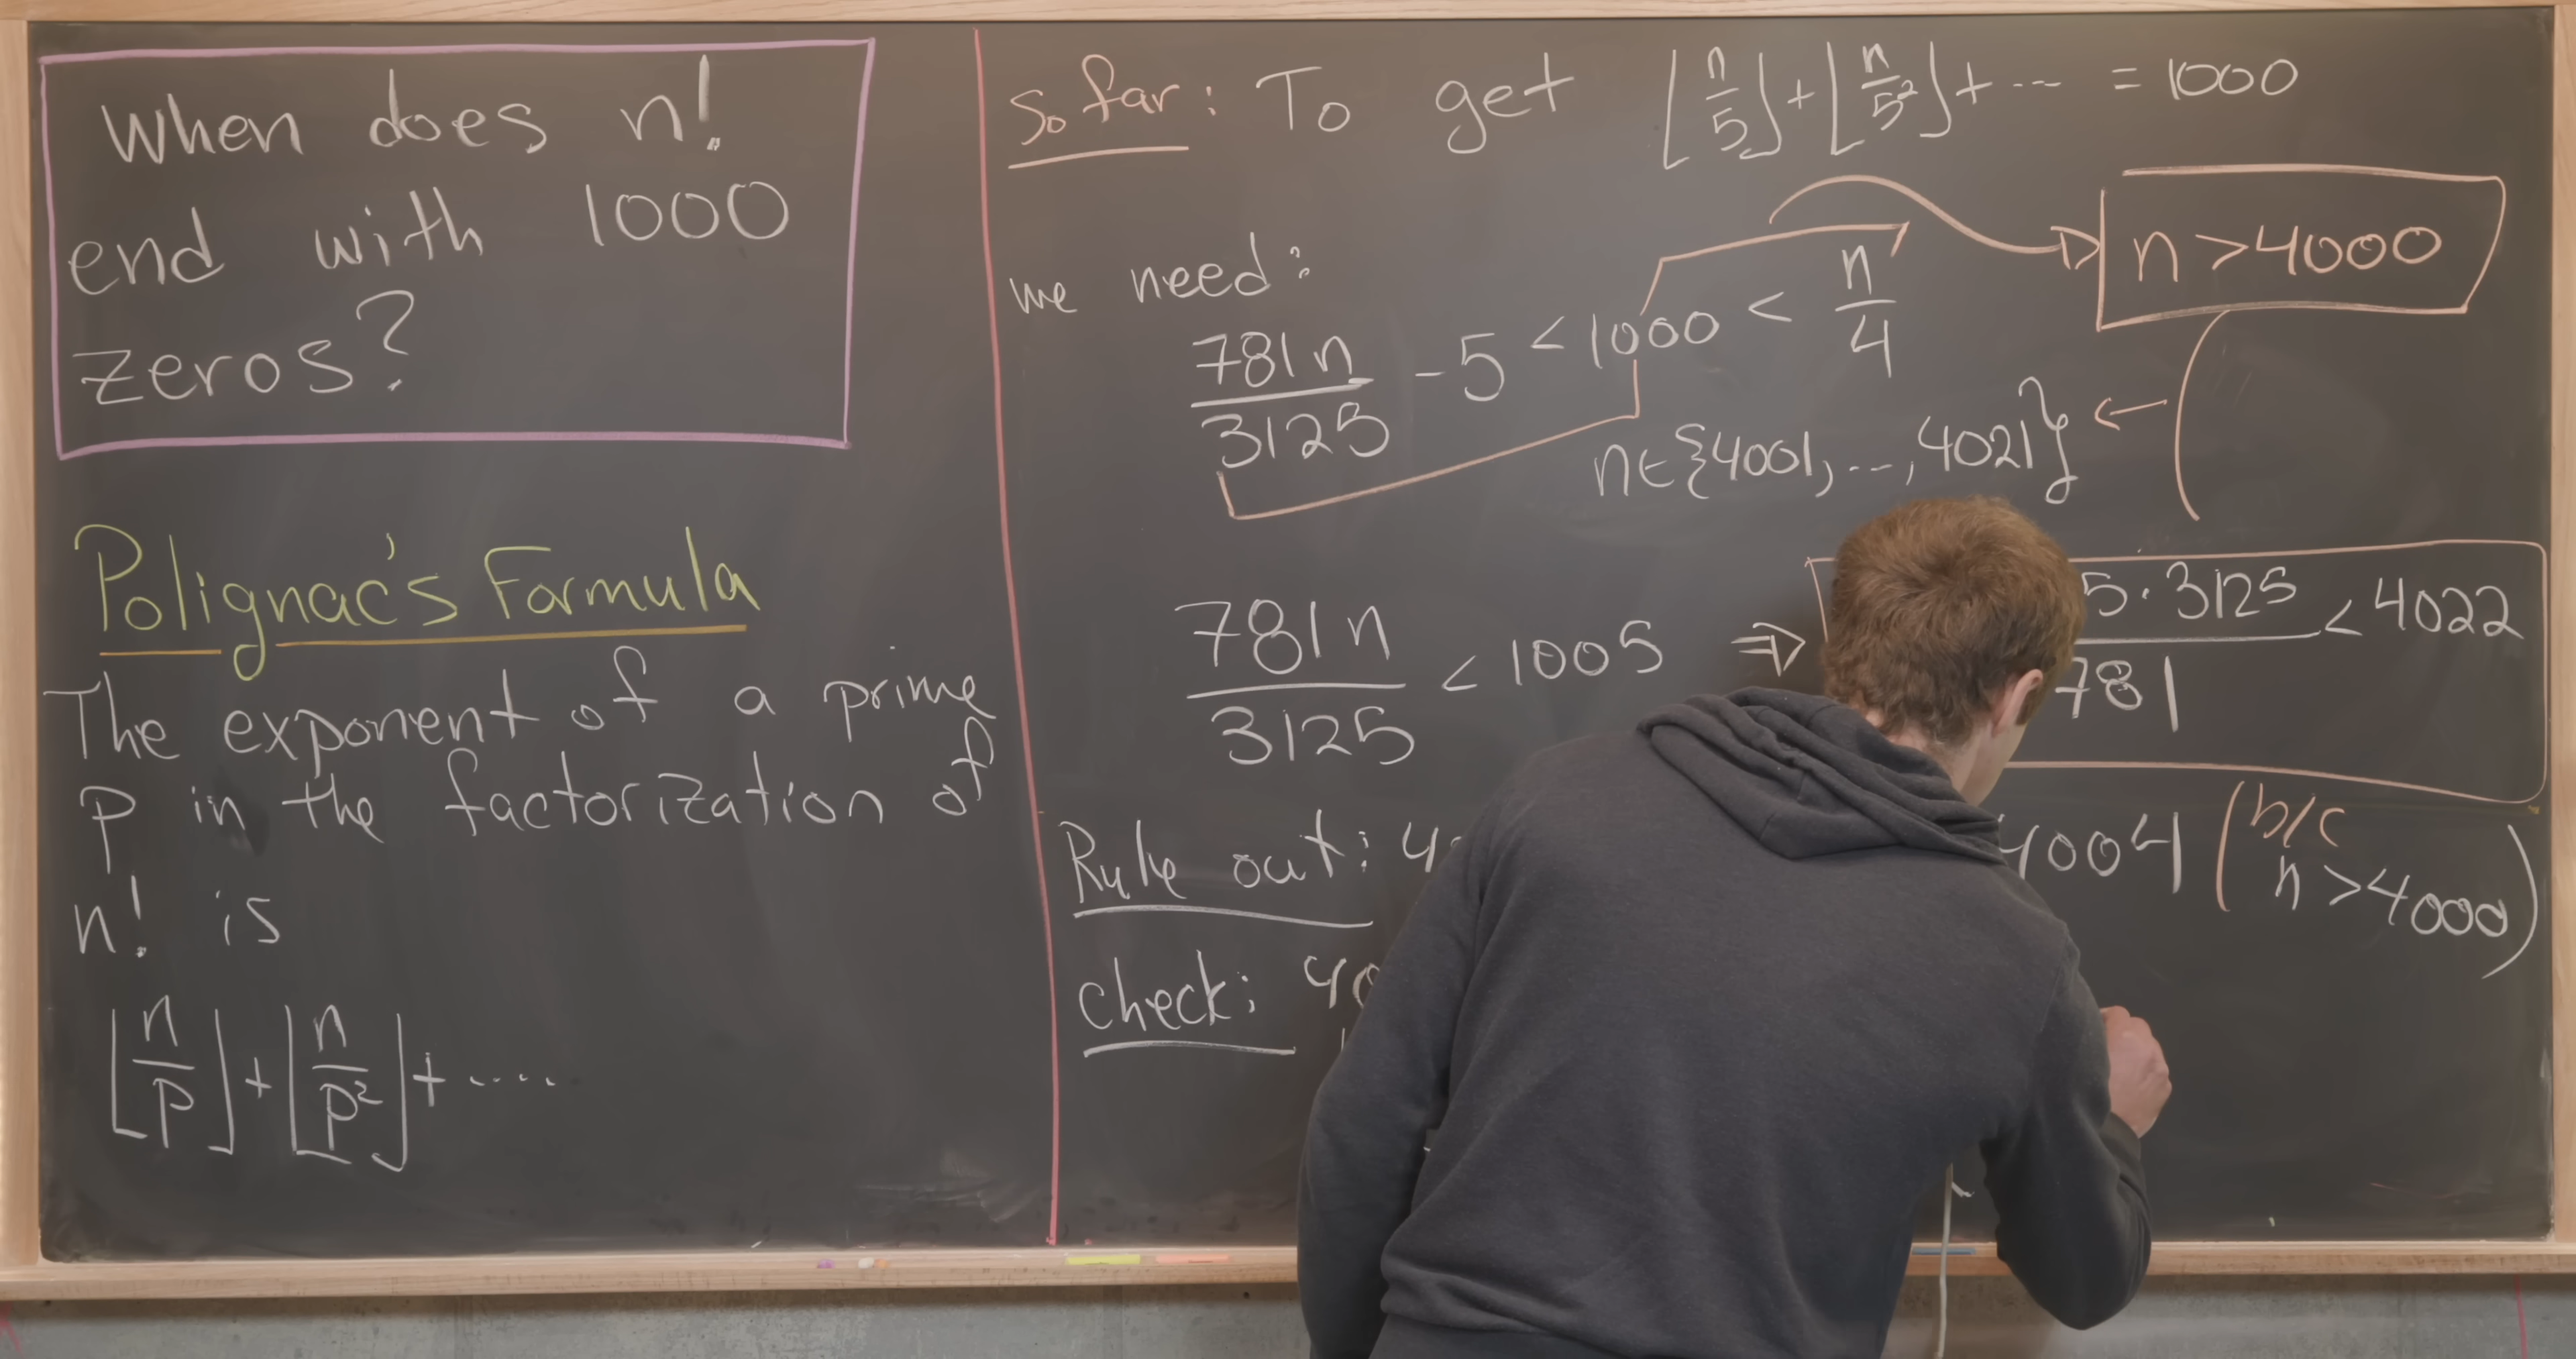 When does n!
end with 1000
zeros?
Polignac's Formula
The exponent of a prime
p in the factorization of
n! is
⌊n/p⌋ + ⌊n/p²⌋ + ....
So far: To get ⌊n/5⌋ + ⌊n/5²⌋ + ... = 1000
we need:
n > 4000
781n/3125 - 5 < 1000 < n/4
n ∈ {4001, ..., 4021}
781n/3125 < 1005 ⇒ 5·3125/781 < 4022
Rule out: 4004 (b/c n > 4000)
Check: 40